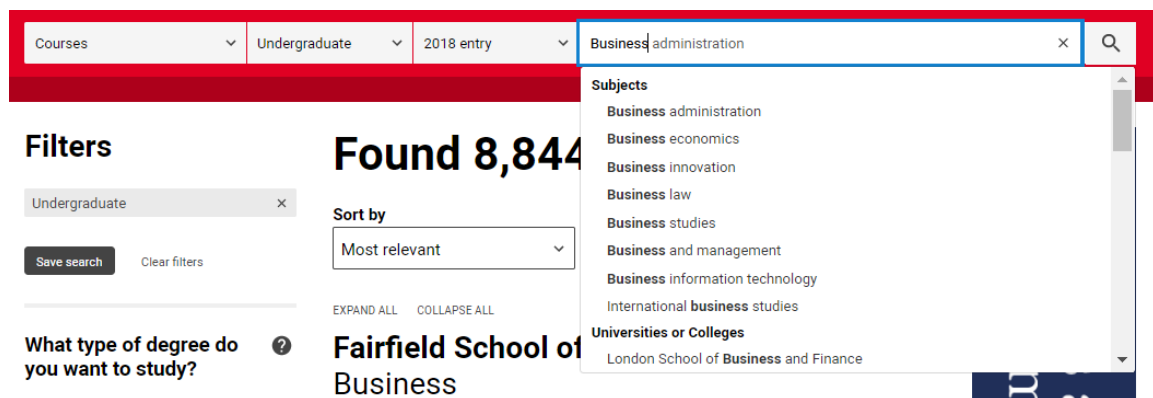 Courses
Undergraduate
2018 entry
Business administration
Subjects
Business administration
Business economics
Business innovation
Business law
Business studies
Business and management
Business information technology
International business studies
Universities or Colleges
London School of Business and Finance
Filters
Undergraduate
Save search Clear filters
What type of degree do
you want to study?
Found 8,844
Sort by
Most relevant
EXPAND ALL COLLAPSE ALL
Fairfield School of
Business